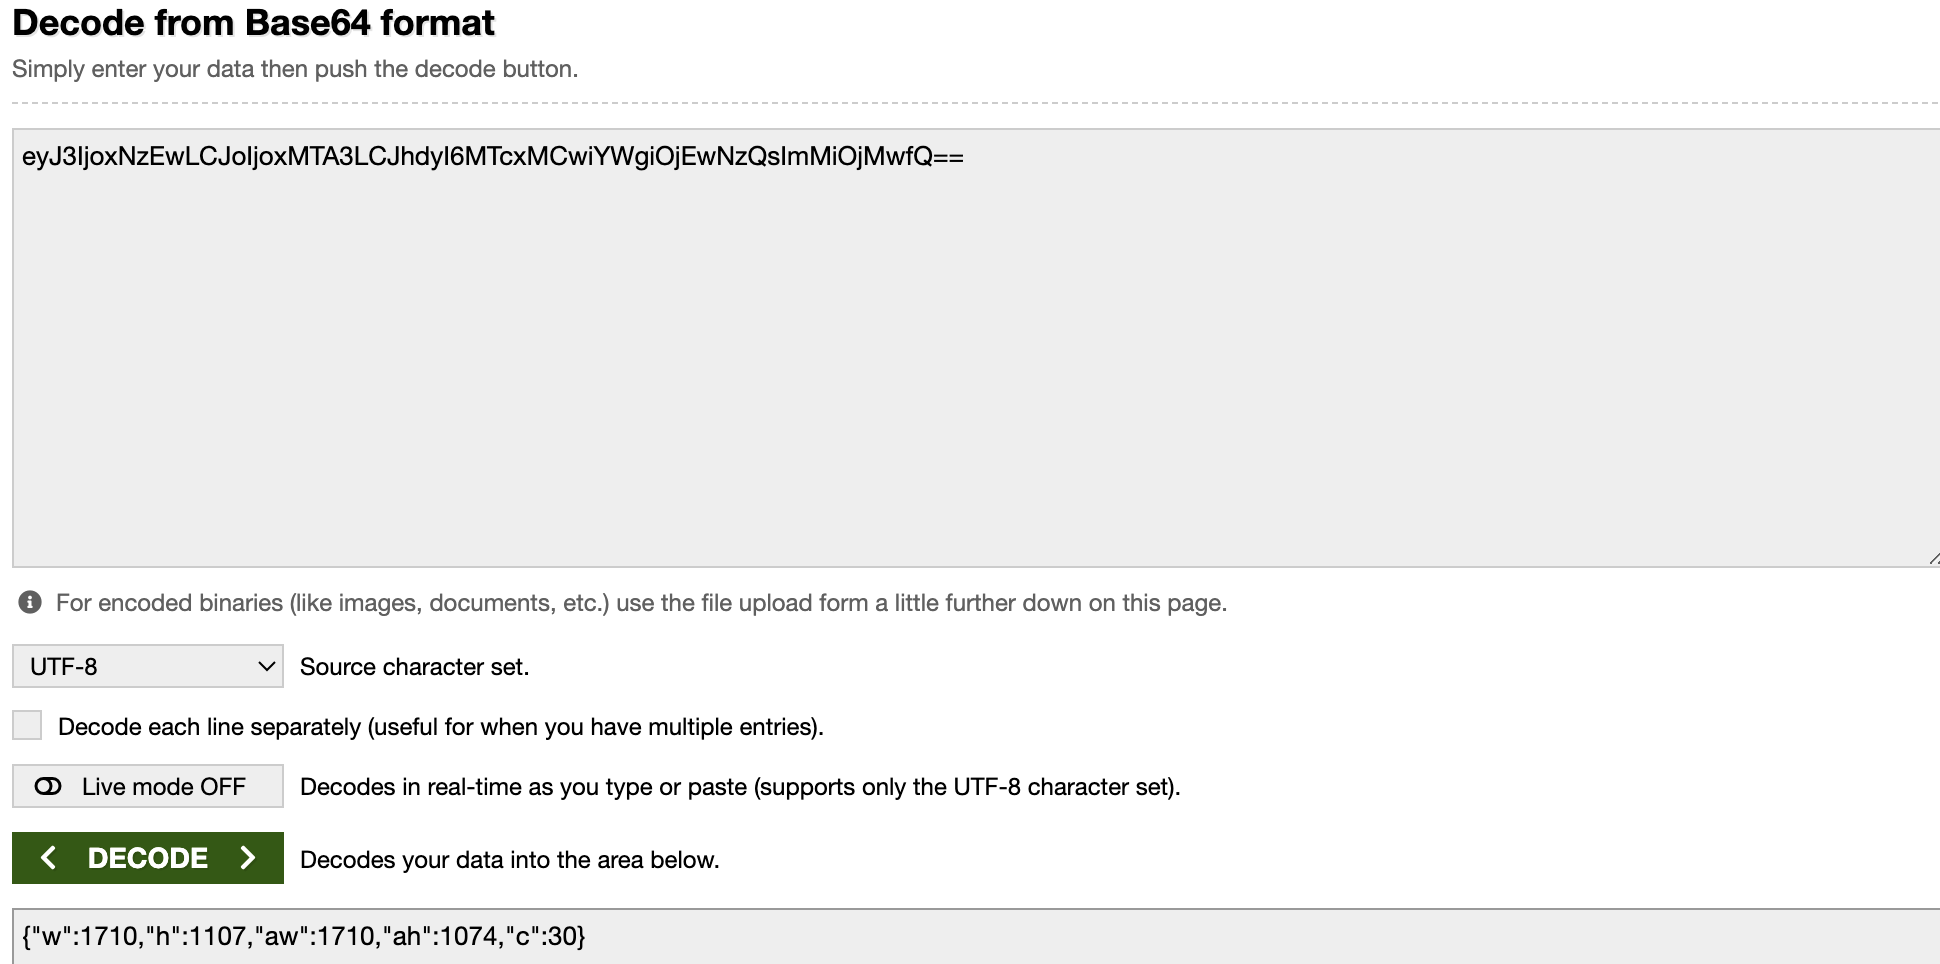 Decode from Base64 format
Simply enter your data then push the decode button.
eyJ3IjoxNzEwLCJoIjoxMTA3LCJhdyI6MTcxMCwiYWgiOjEwNzQsImMiOjMwfQ==
For encoded binaries (like images, documents, etc.) use the file upload form a little further down on this page.
UTF-8 Source character set.
Decode each line separately (useful for when you have multiple entries).
Live mode OFF Decodes in real-time as you type or paste (supports only the UTF-8 character set).
< DECODE > Decodes your data into the area below.
{"w":1710,"h":1107,"aw":1710,"ah":1074,"c":30}